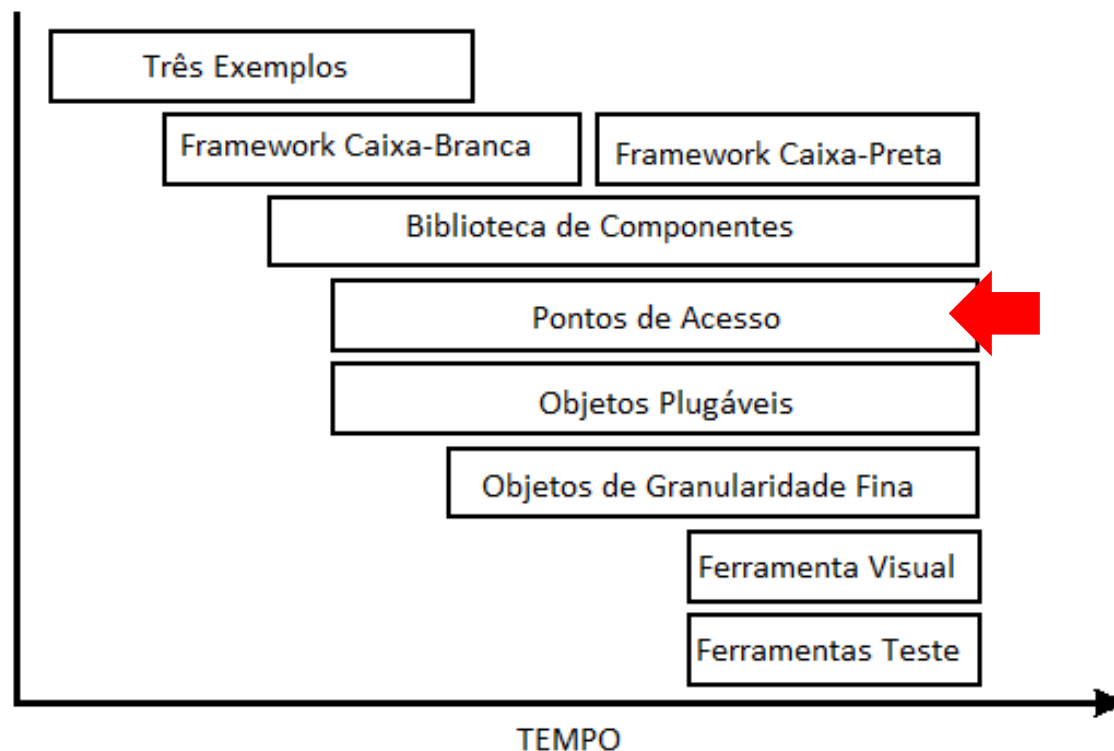 Três Exemplos
Framework Caixa-Branca
Framework Caixa-Preta
Biblioteca de Componentes
Pontos de Acesso
Objetos Plugáveis
Objetos de Granularidade Fina
Ferramenta Visual
Ferramentas Teste
TEMPO